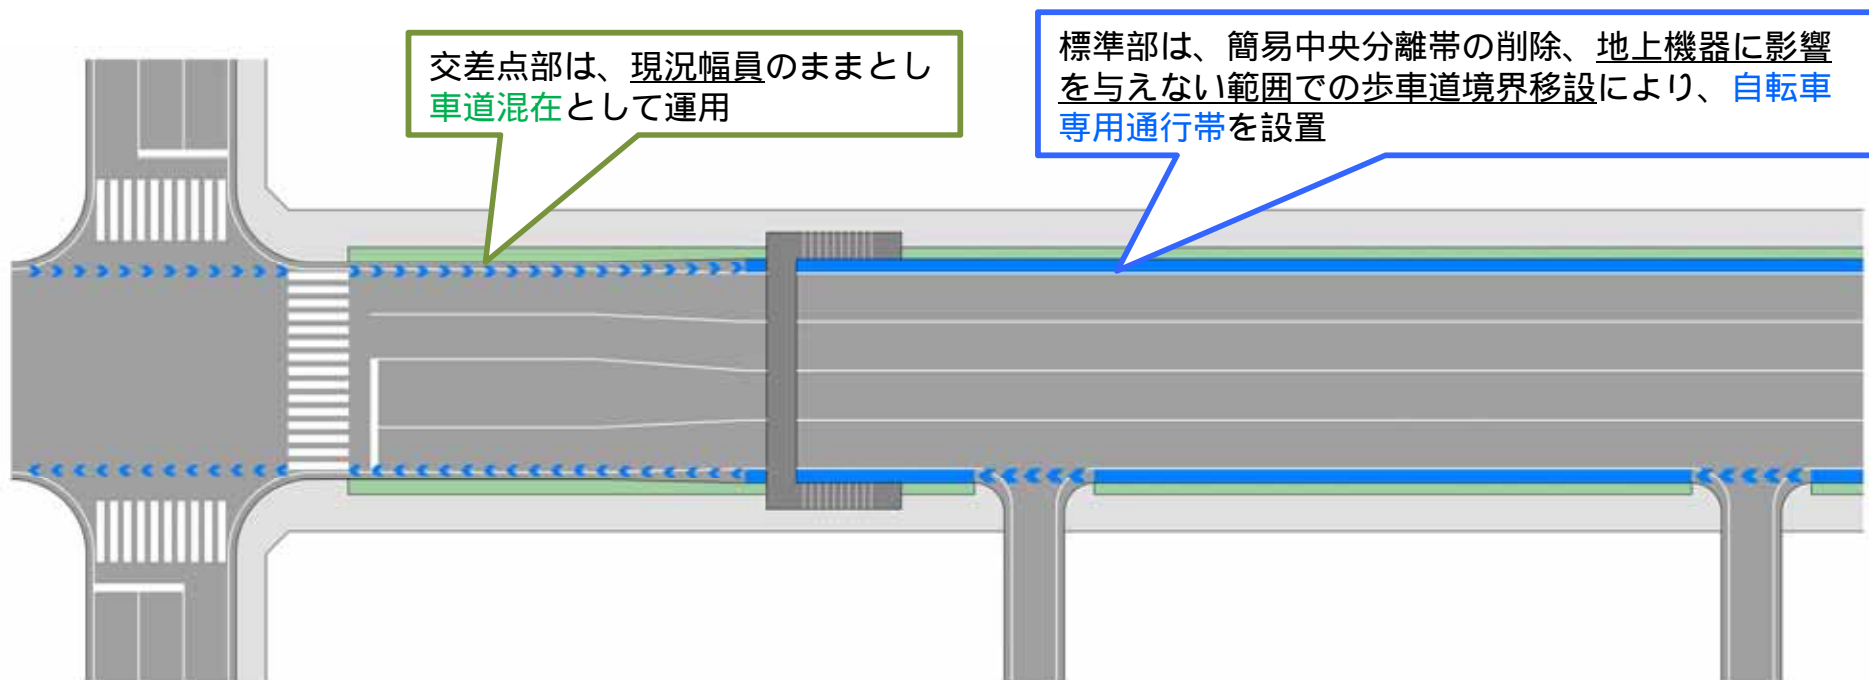 交差点部は、現況幅員のままとし
車道混在として運用
標準部は、簡易中央分離帯の削除、地上機器に影響
を与えない範囲での歩車道境界移設により、自転車
専用通行帯を設置